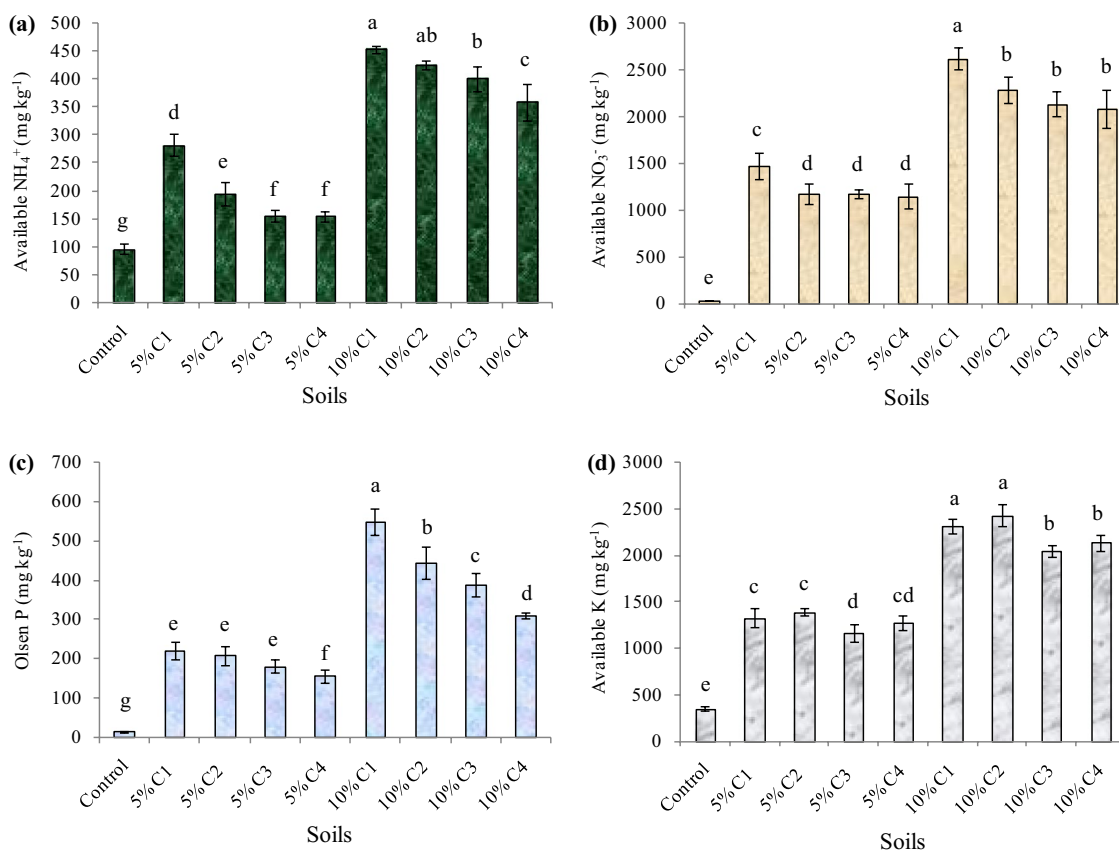 (a)
Available NH₄⁺ (mg kg⁻¹)
500
450
400
350
300
250
200
150
100
50
0
g
d
e
f
f
a
ab
b
c
Control
5%C1
5%C2
5%C3
5%C4
10%C1
10%C2
10%C3
10%C4
Soils
(b)
Available NO₃⁻ (mg kg⁻¹)
3000
2500
2000
1500
1000
500
0
e
c
d
d
d
a
b
b
b
Control
5%C1
5%C2
5%C3
5%C4
10%C1
10%C2
10%C3
10%C4
Soils
(c)
Olsen P (mg kg⁻¹)
700
600
500
400
300
200
100
0
g
e
e
e
f
a
b
c
d
Control
5%C1
5%C2
5%C3
5%C4
10%C1
10%C2
10%C3
10%C4
Soils
(d)
Available K (mg kg⁻¹)
3000
2500
2000
1500
1000
500
0
e
c
c
d
cd
a
a
b
b
Control
5%C1
5%C2
5%C3
5%C4
10%C1
10%C2
10%C3
10%C4
Soils